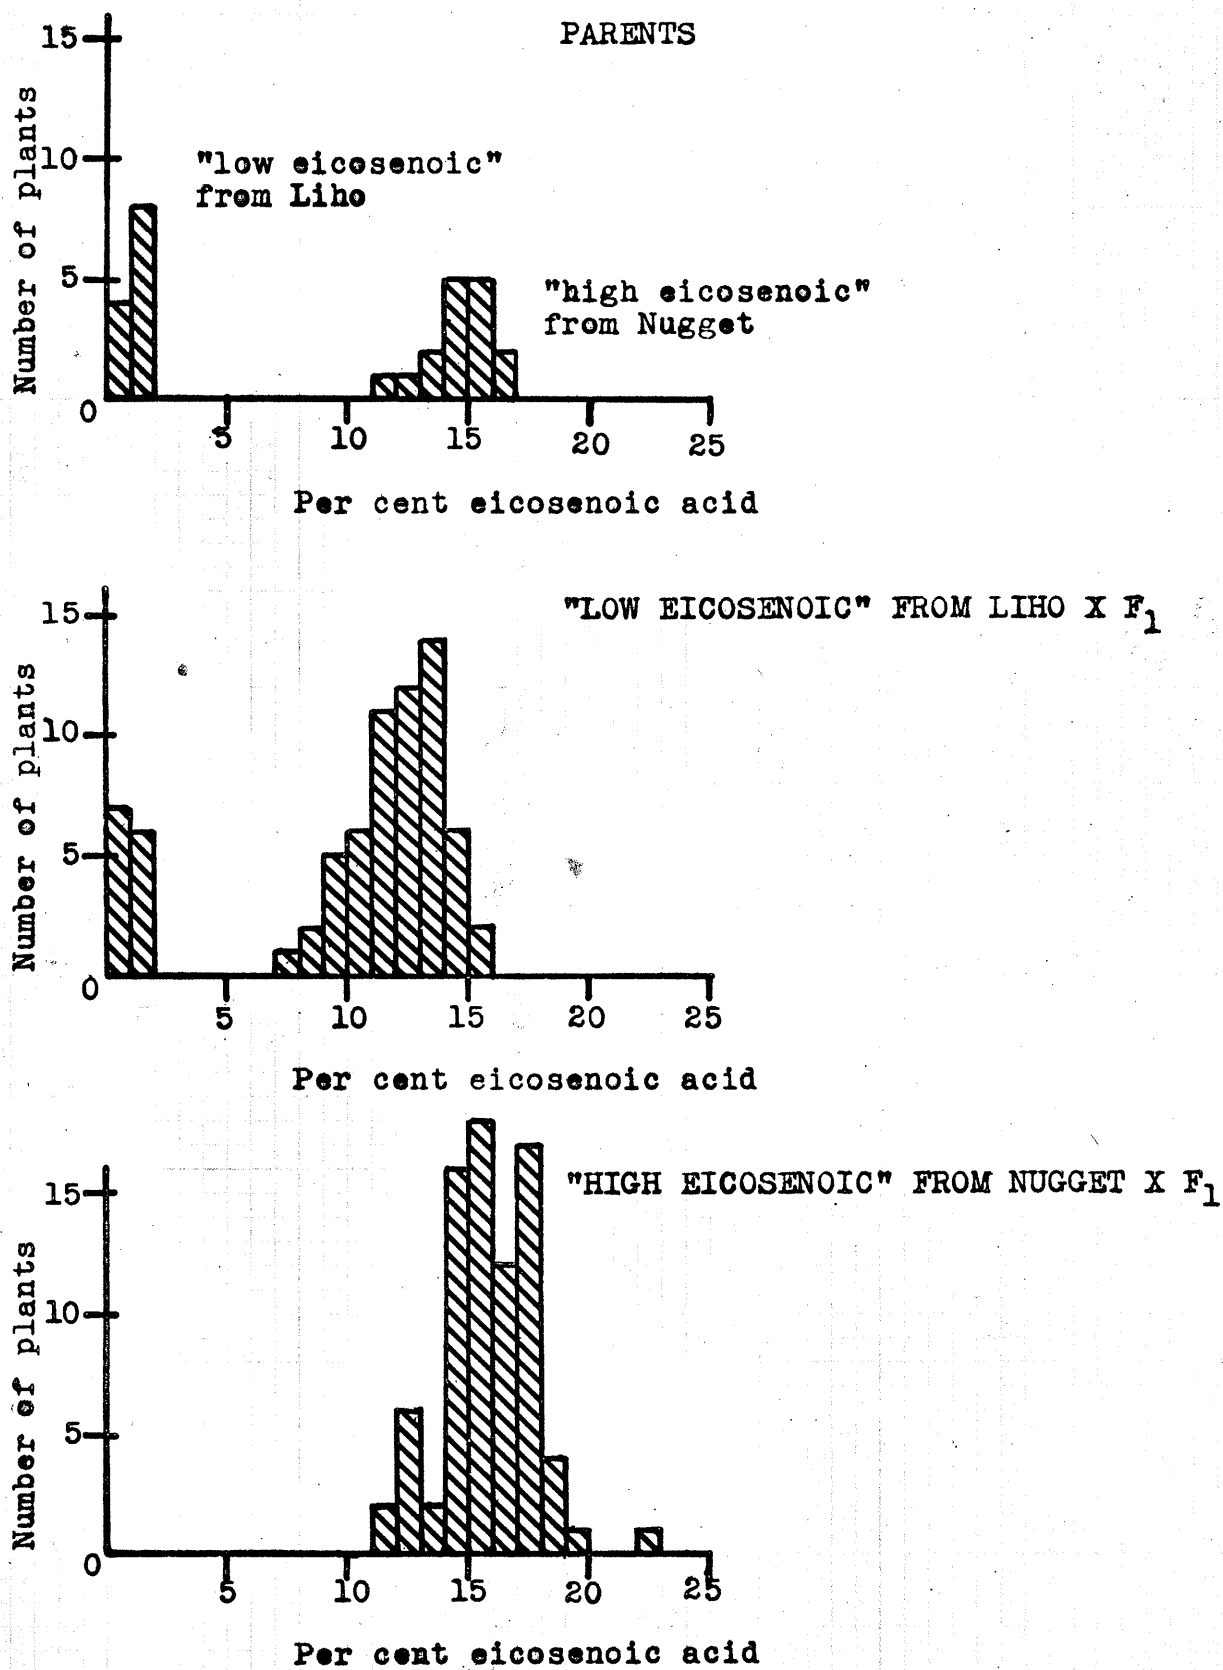 PARENTS
15
10
5
0
Number of plants
"low eicosenoic"
from Liho
"high eicosenoic"
from Nugget
5
10
15
20
25
Per cent eicosenoic acid
"LOW EICOSENOIC" FROM LIHO X F1
15
10
5
0
Number of plants
5
10
15
20
25
Per cent eicosenoic acid
"HIGH EICOSENOIC" FROM NUGGET X F1
15
10
5
0
Number of plants
5
10
15
20
25
Per cent eicosenoic acid